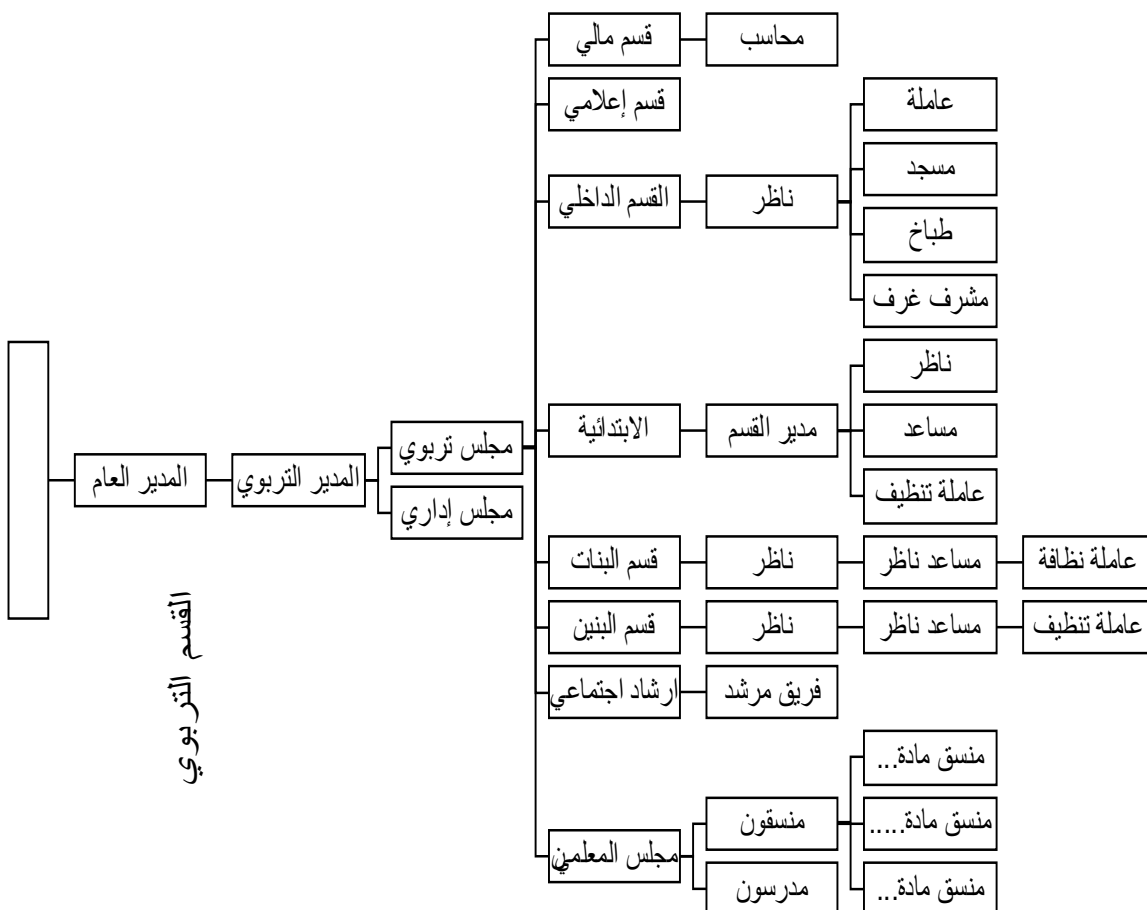 القسم التربوي
المدير العام
المدير التربوي
مجلس تربوي
مجلس إداري
قسم مالي
محاسب
قسم إعلامي
القسم الداخلي
ناظر
عاملة
مسجد
طباخ
مشرف غرف
الابتدائية
مدير القسم
ناظر
مساعد
عاملة تنظيف
قسم البنات
ناظر
مساعد ناظر
عاملة نظافة
قسم البنين
ناظر
مساعد ناظر
عاملة تنظيف
ارشاد اجتماعي
فريق مرشد
مجلس المعلمين
منسقون
منسق مادة...
منسق مادة.....
منسق مادة...
مدرسون